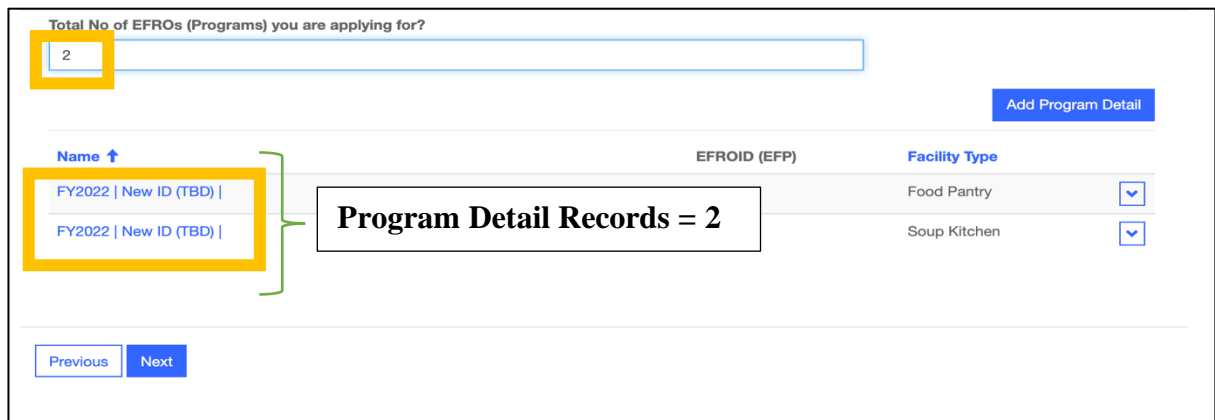 Total No of EFROs (Programs) you are applying for?
2
Add Program Detail
Name ↑ EFROID (EFP) Facility Type
FY2022 | New ID (TBD) | Food Pantry
Program Detail Records = 2
FY2022 | New ID (TBD) | Soup Kitchen
Previous Next